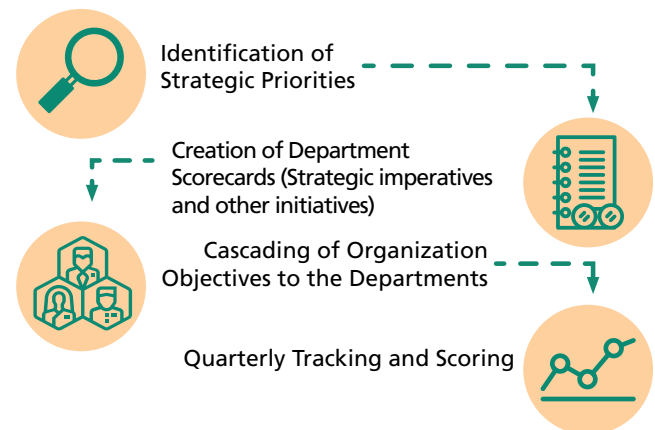 Identification of
Strategic Priorities
Creation of Department
Scorecards (Strategic imperatives
and other initiatives)
Cascading of Organization
Objectives to the Departments
Quarterly Tracking and Scoring